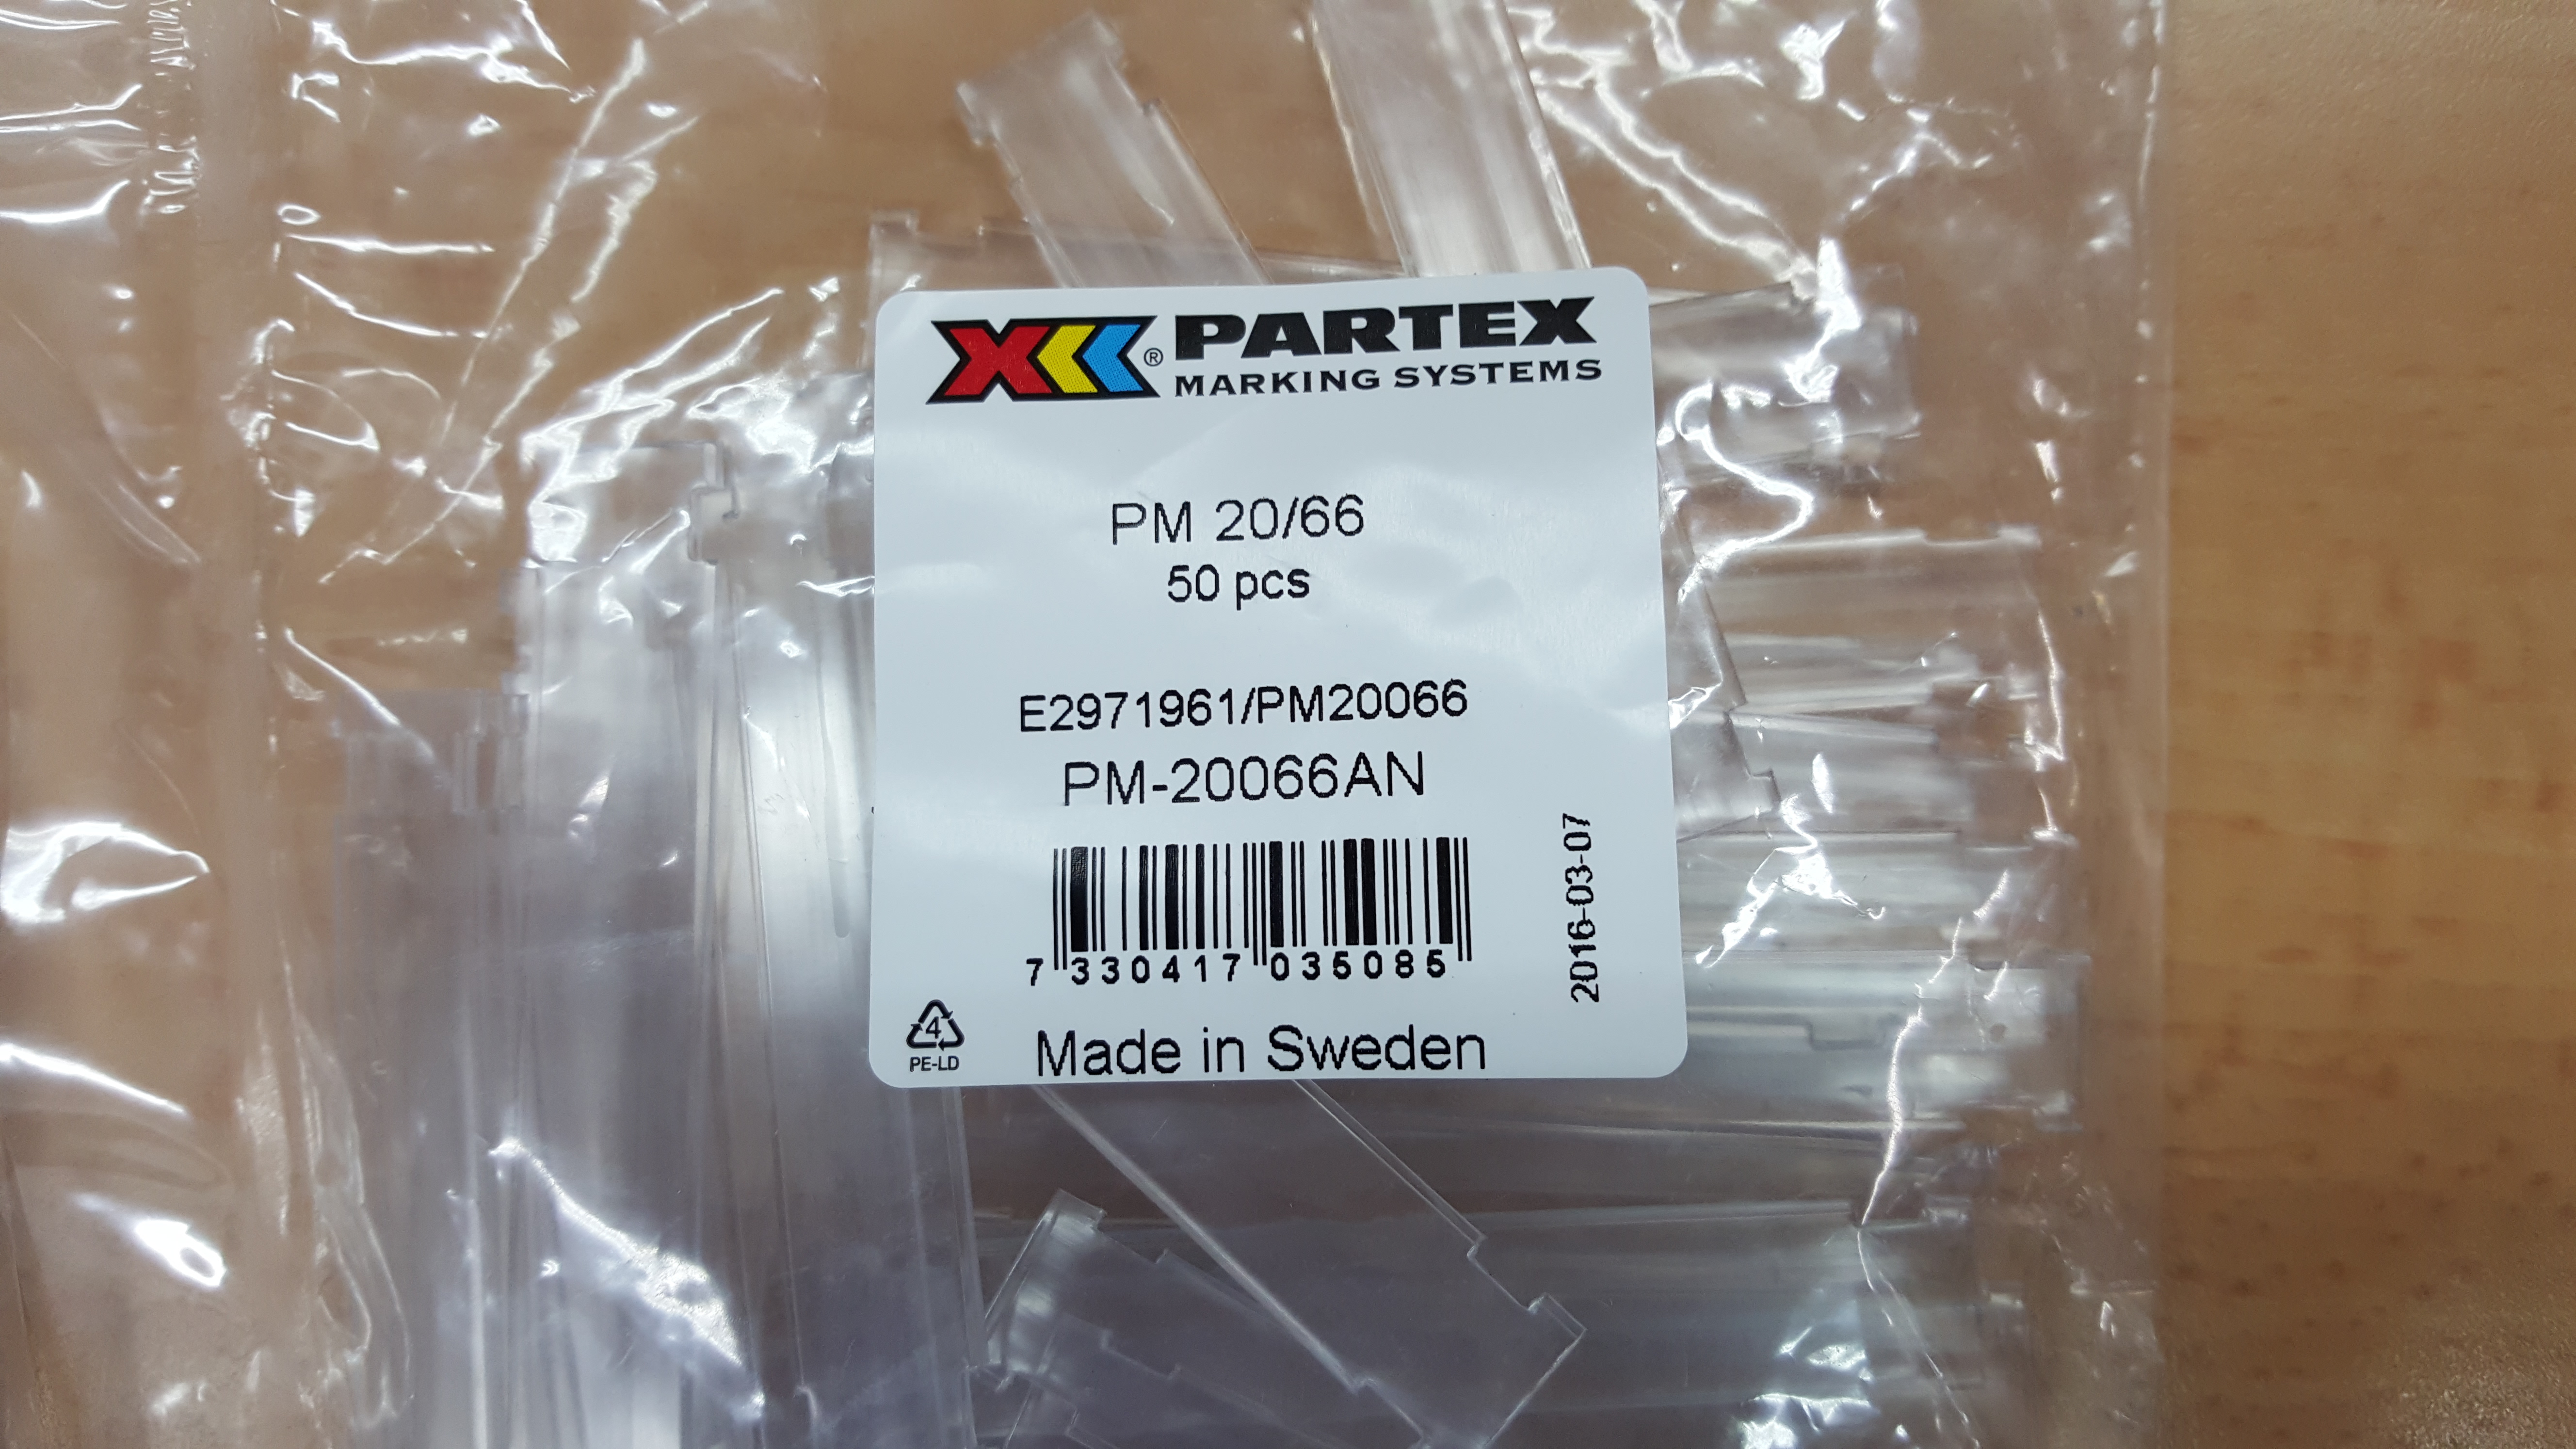 ® PARTEX
MARKING SYSTEMS
PM 20/66
50 pcs
E2971961/PM20066
PM-20066AN
7 330417 035085
2016-03-07
4
PE-LD
Made in Sweden